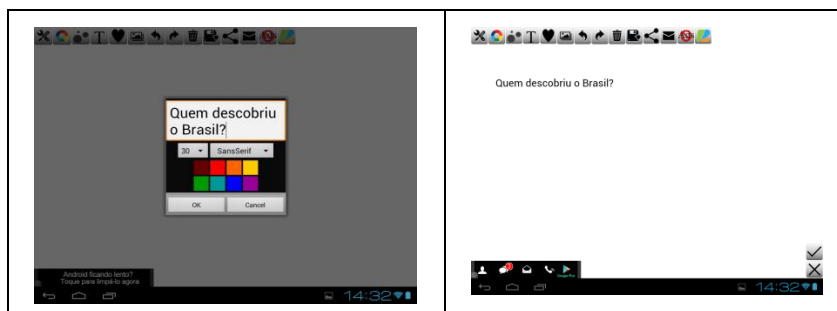 Quem descobriu
o Brasil?
30
SansSerif
OK
Cancel
Android ficando lento?
Toque para limpá-lo agora
14:32
Quem descobriu o Brasil?
14:32